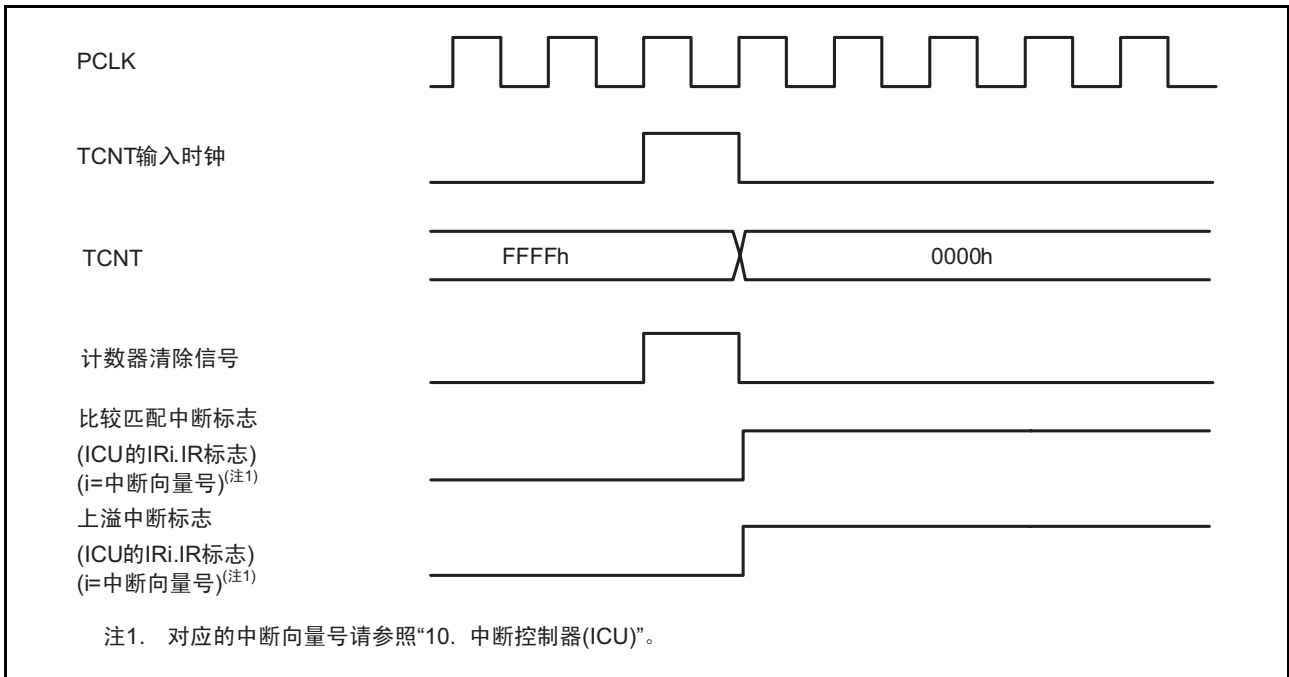 PCLK
TCNT输入时钟
TCNT
FFFFh
0000h
计数器清除信号
比较匹配中断标志
(ICU的IRi.IR标志)
(i=中断向量号)(注1)
上溢中断标志
(ICU的IRi.IR标志)
(i=中断向量号)(注1)
注1. 对应的中断向量号请参照“10. 中断控制器(ICU)”。